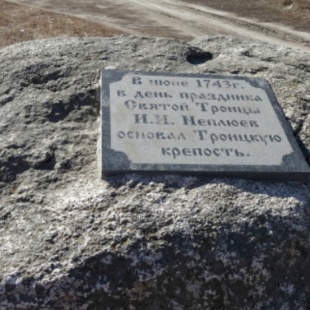 В июне 1743г.
в день праздника
Святой Троицы
И.И. Неплюев
основал Троицкую
крепость.